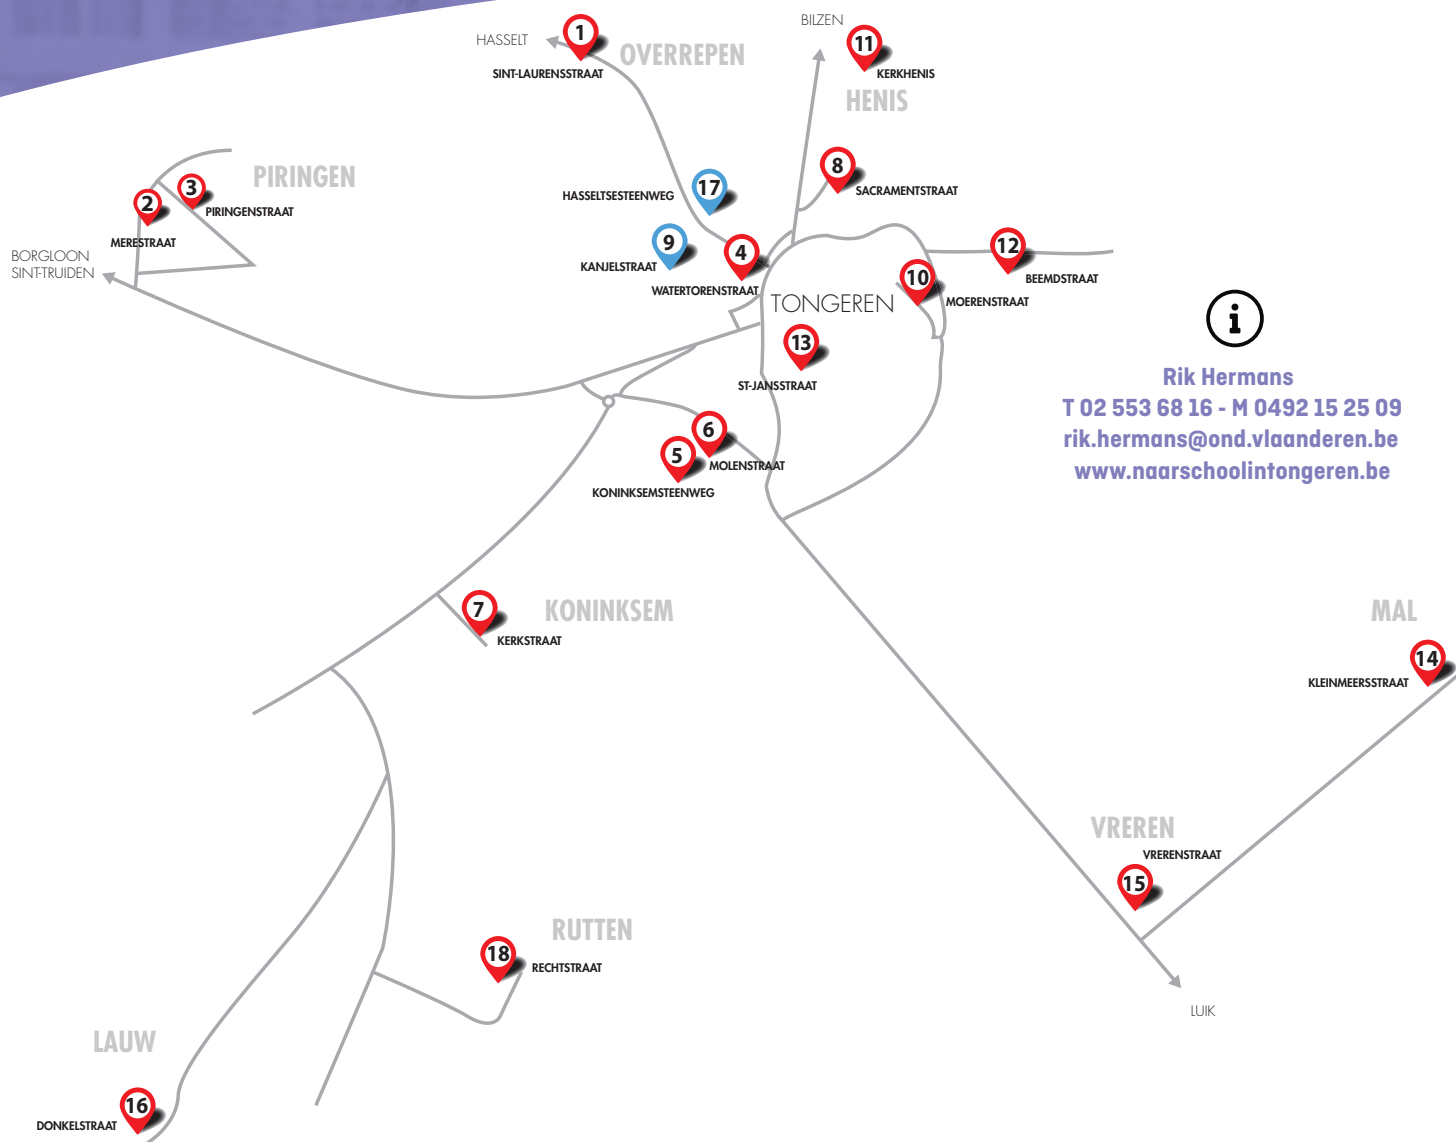 BILZEN
HASSELT
1
OVERREPEN
11
SINT-LAURENSSTRAAT
KERKHENIS
HENIS
8
SACRAMENTSTRAAT
PIRINGEN
3
2
PIRINGENSTRAAT
MERESTRAAT
17
HASSELTSESTEENWEG
9
KANJELSTRAAT
4
WATERTORENSTRAAT
12
BEEMDSTRAAT
10
MOERENSTRAAT
BORGLOON
SINT-TRUIDEN
TONGEREN
13
ST-JANSSTRAAT
i
Rik Hermans
T 02 553 68 16 - M 0492 15 25 09
rik.hermans@ond.vlaanderen.be
www.naarschoolintongeren.be
6
MOLENSTRAAT
5
KONINKSEMSTEENWEG
7
KONINKSEM
KERKSTRAAT
MAL
14
KLEINMEERSSTRAAT
VREREN
VRERENSTRAAT
15
RUTTEN
18
RECHTSTRAAT
LUIK
LAUW
16
DONKELSTRAAT